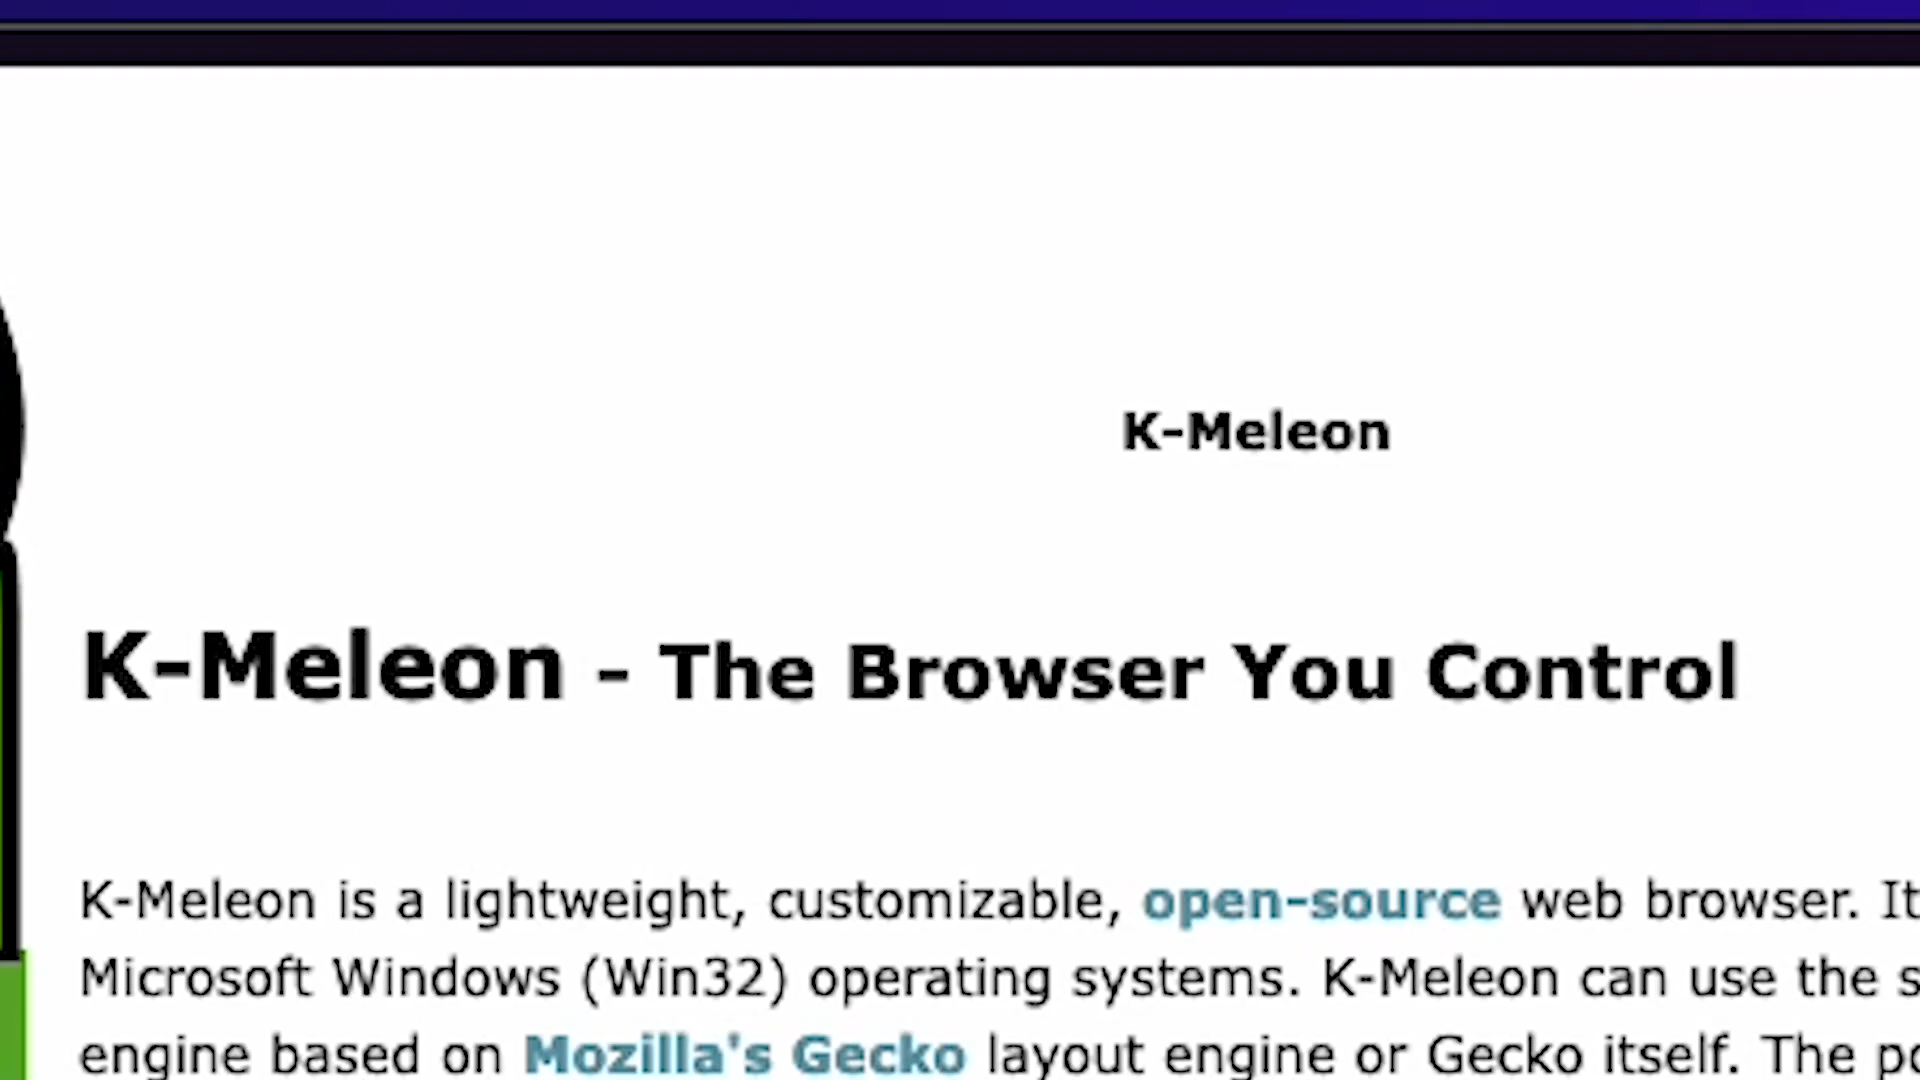 K-Meleon
K-Meleon - The Browser You Control
K-Meleon is a lightweight, customizable, open-source web browser. It
Microsoft Windows (Win32) operating systems. K-Meleon can use the
engine based on Mozilla's Gecko layout engine or Gecko itself. The